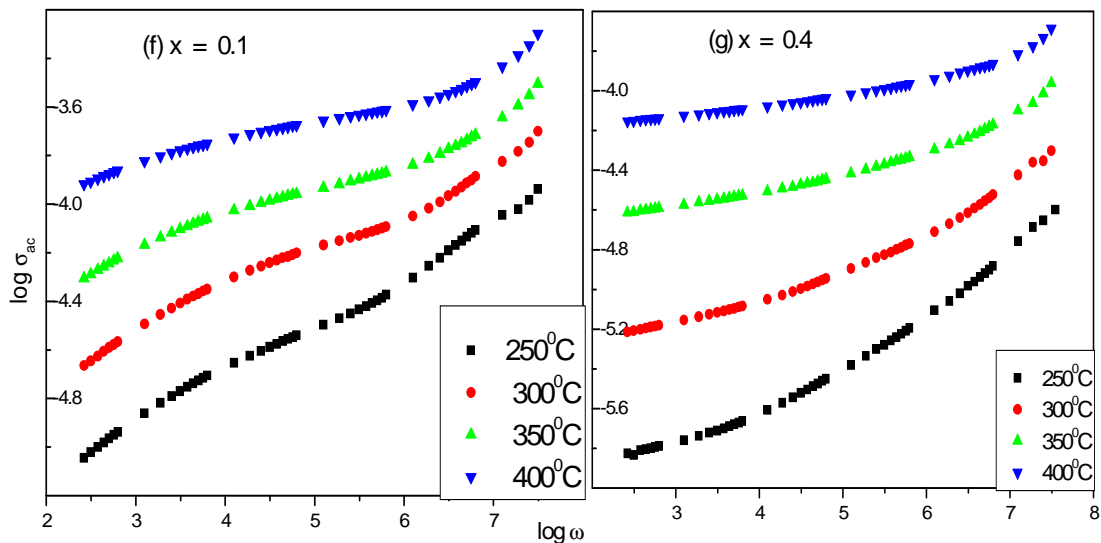 (f) x = 0.1
-3.6
-4.0
-4.4
-4.8
log σac
2 3 4 5 6 7
250⁰C
300⁰C
350⁰C
400⁰C
log ω
(g) x = 0.4
-4.0
-4.4
-4.8
-5.2
-5.6
3 4 5 6 7 8
250⁰C
300⁰C
350⁰C
400⁰C